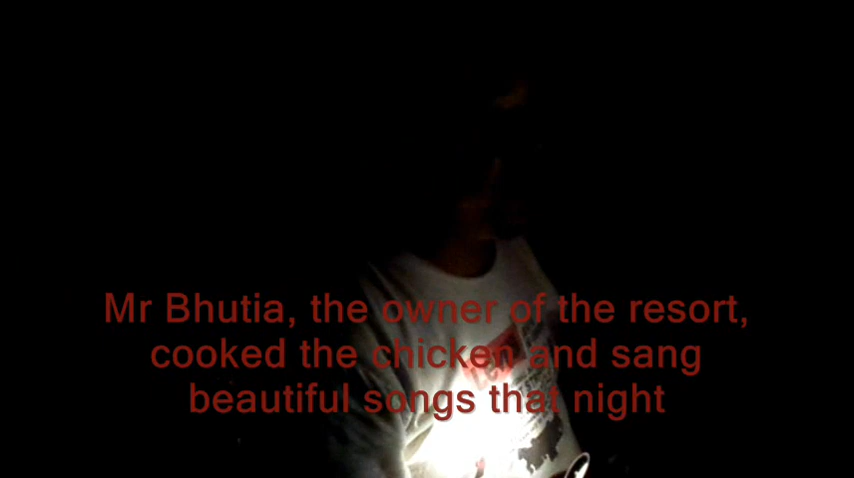 Mr Bhutia, the owner of the resort,
cooked the chicken and sang
beautiful songs that night